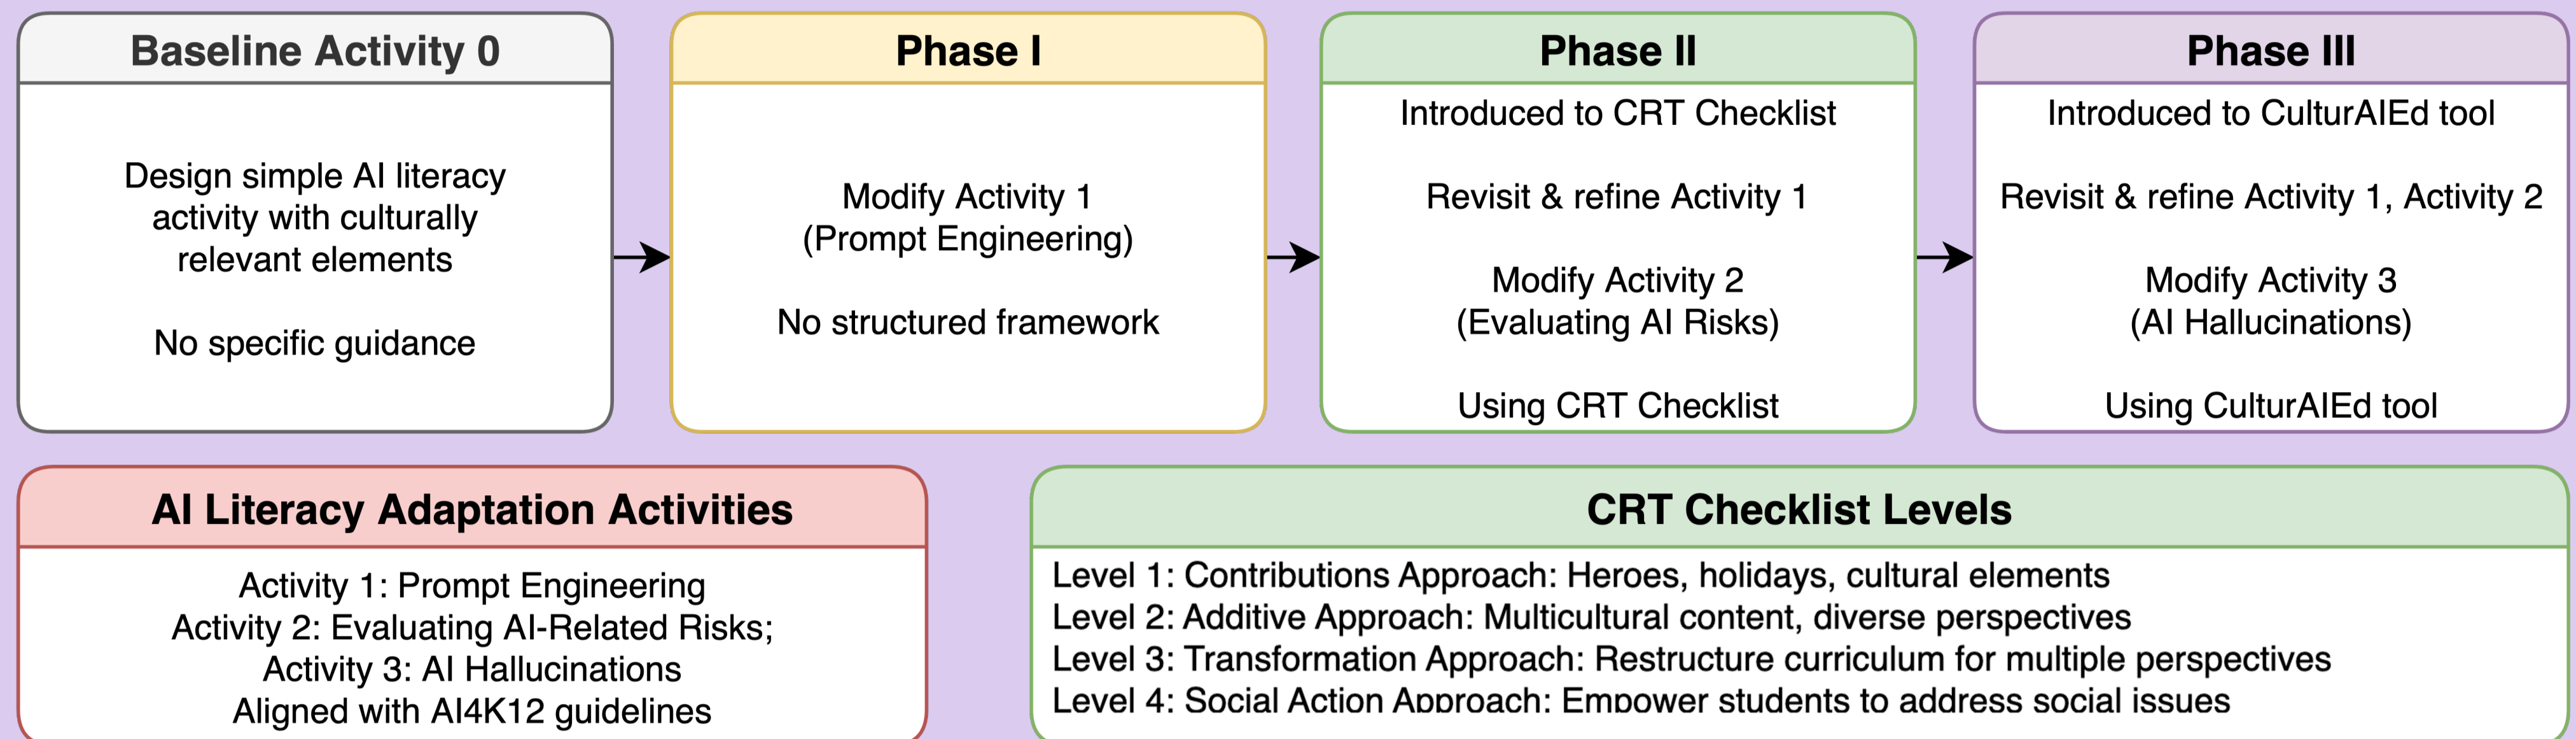 Baseline Activity 0
Design simple AI literacy
activity with culturally
relevant elements
No specific guidance
Phase I
Modify Activity 1
(Prompt Engineering)
No structured framework
Phase II
Introduced to CRT Checklist
Revisit & refine Activity 1
Modify Activity 2
(Evaluating AI Risks)
Using CRT Checklist
Phase III
Introduced to CulturAIEd tool
Revisit & refine Activity 1, Activity 2
Modify Activity 3
(AI Hallucinations)
Using CulturAIEd tool
AI Literacy Adaptation Activities
Activity 1: Prompt Engineering
Activity 2: Evaluating AI-Related Risks;
Activity 3: AI Hallucinations
Aligned with AI4K12 guidelines
CRT Checklist Levels
Level 1: Contributions Approach: Heroes, holidays, cultural elements
Level 2: Additive Approach: Multicultural content, diverse perspectives
Level 3: Transformation Approach: Restructure curriculum for multiple perspectives
Level 4: Social Action Approach: Empower students to address social issues